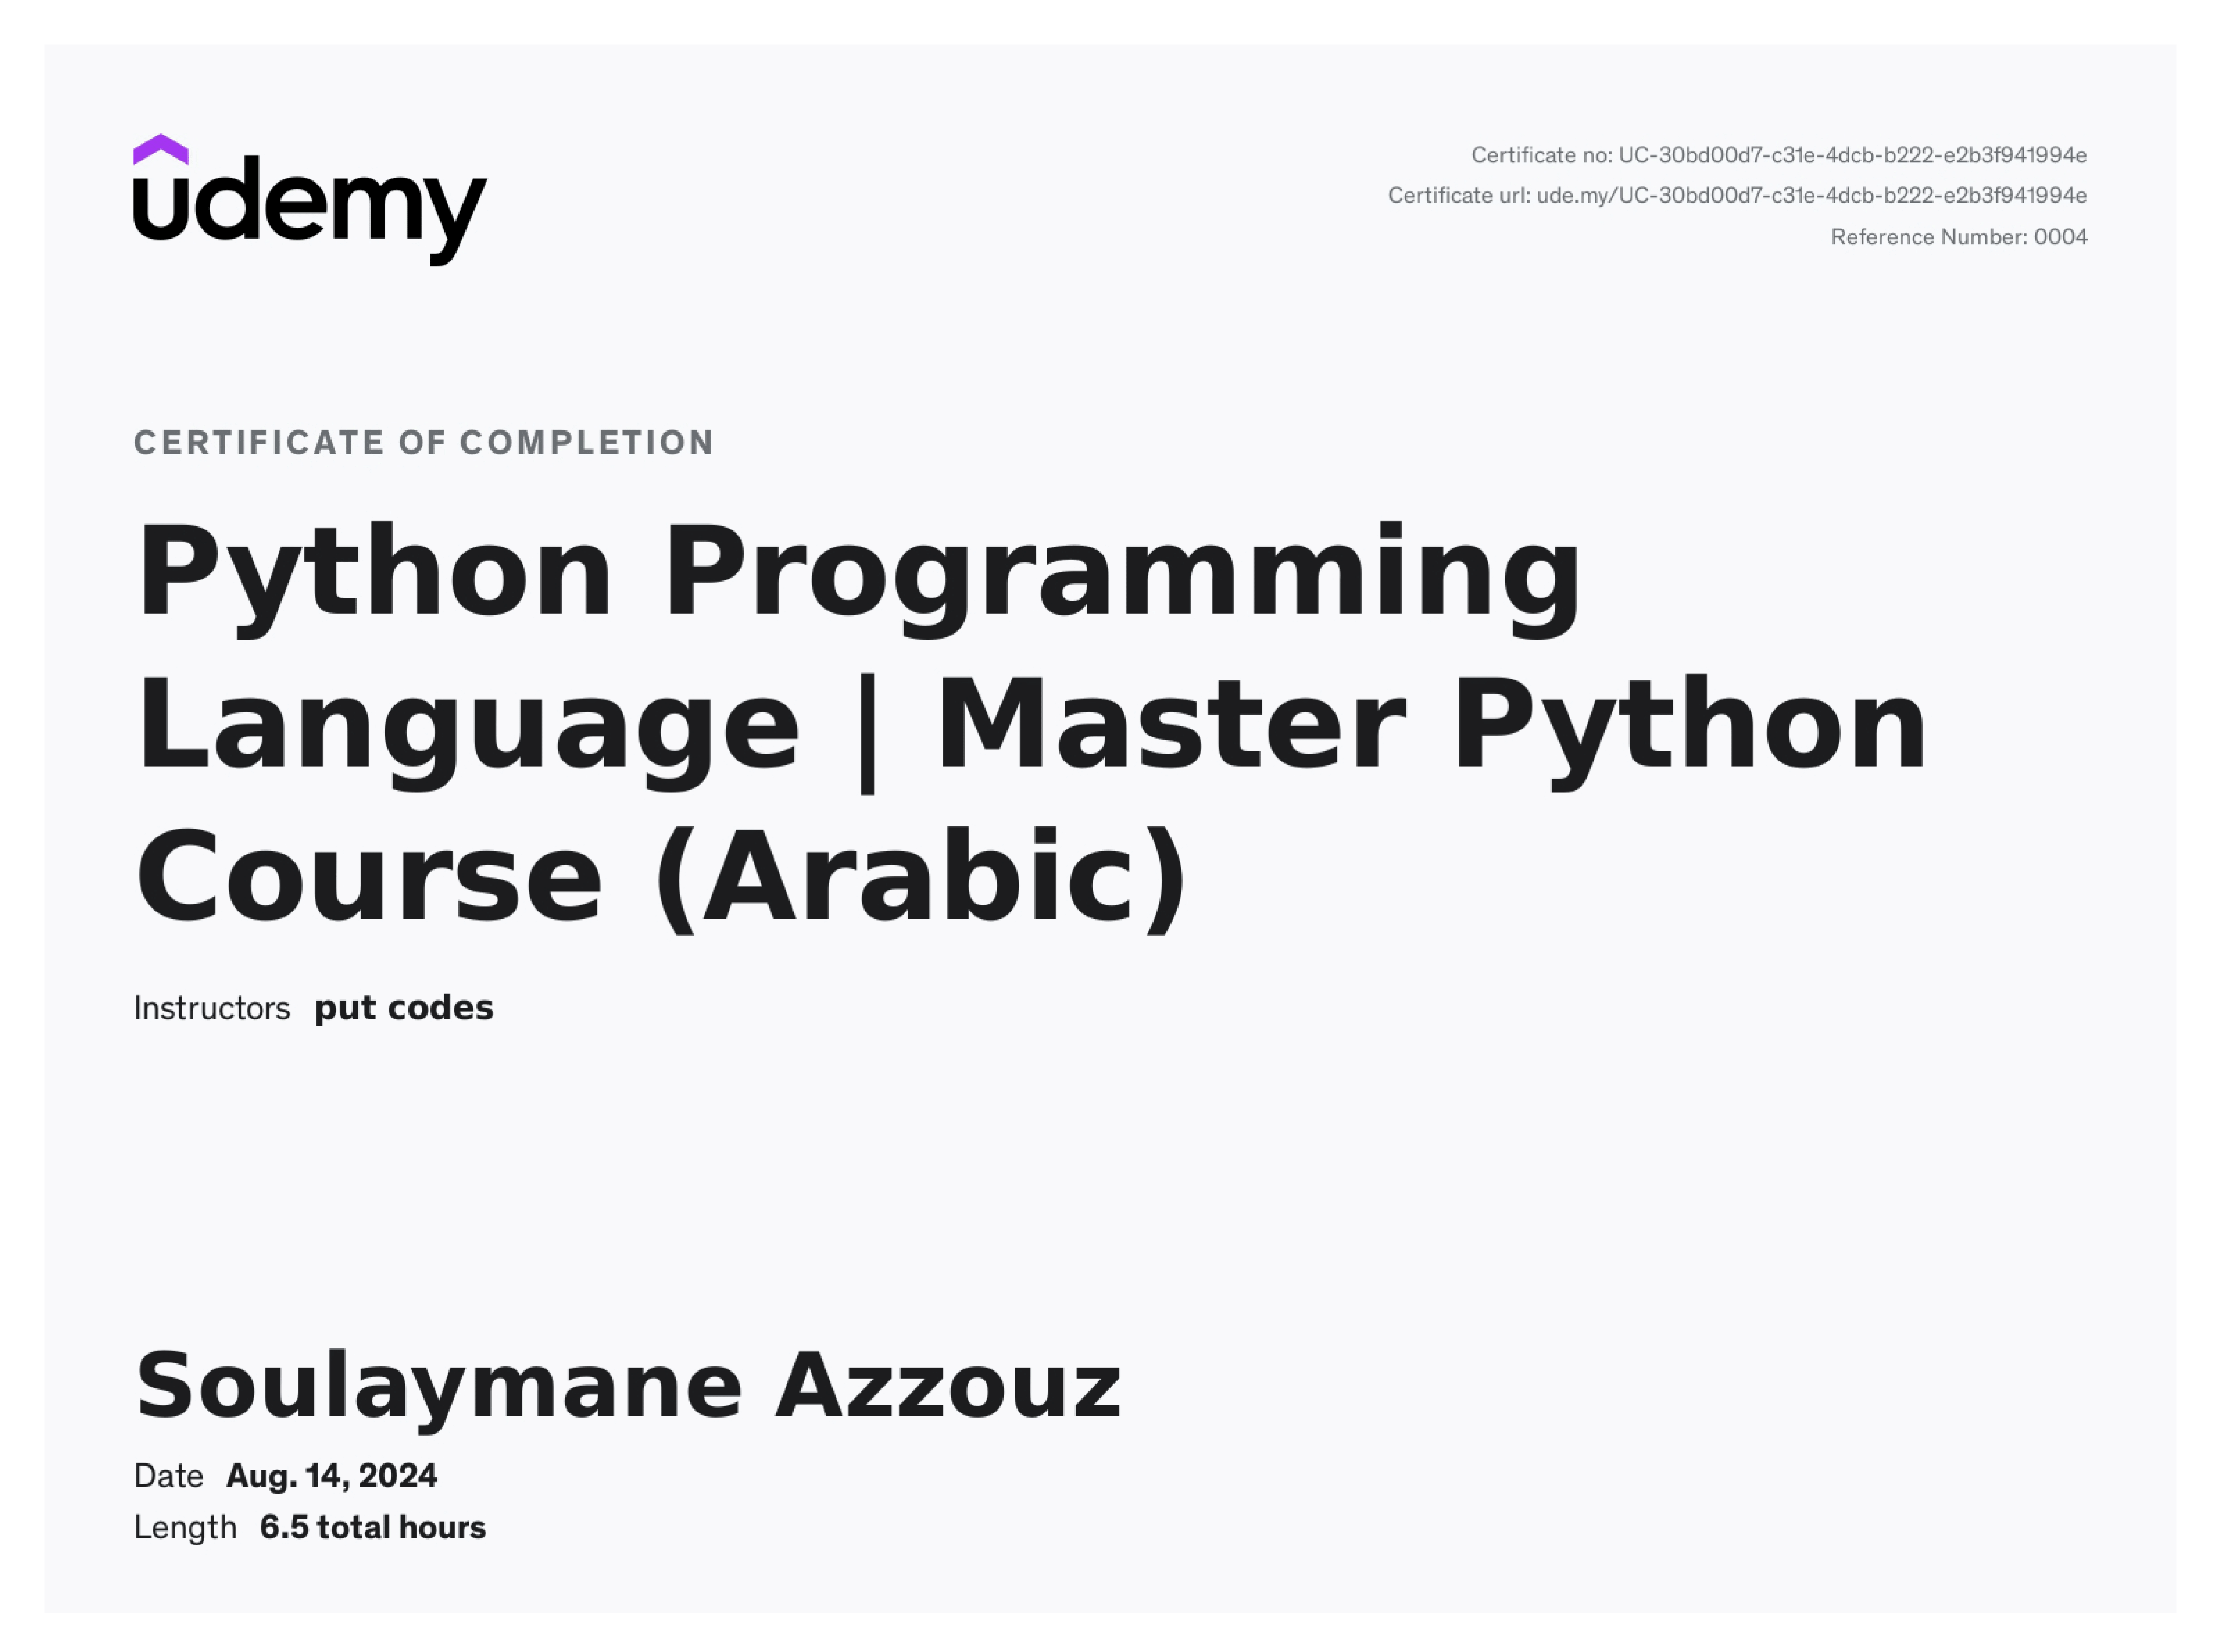 udemy
Certificate no: UC-30bd00d7-c31e-4dcb-b222-e2b3f941994e
Certificate url: ude.my/UC-30bd00d7-c31e-4dcb-b222-e2b3f941994e
Reference Number: 0004
CERTIFICATE OF COMPLETION
Python Programming
Language | Master Python
Course (Arabic)
Instructors put codes
Soulaymane Azzouz
Date Aug. 14, 2024
Length 6.5 total hours